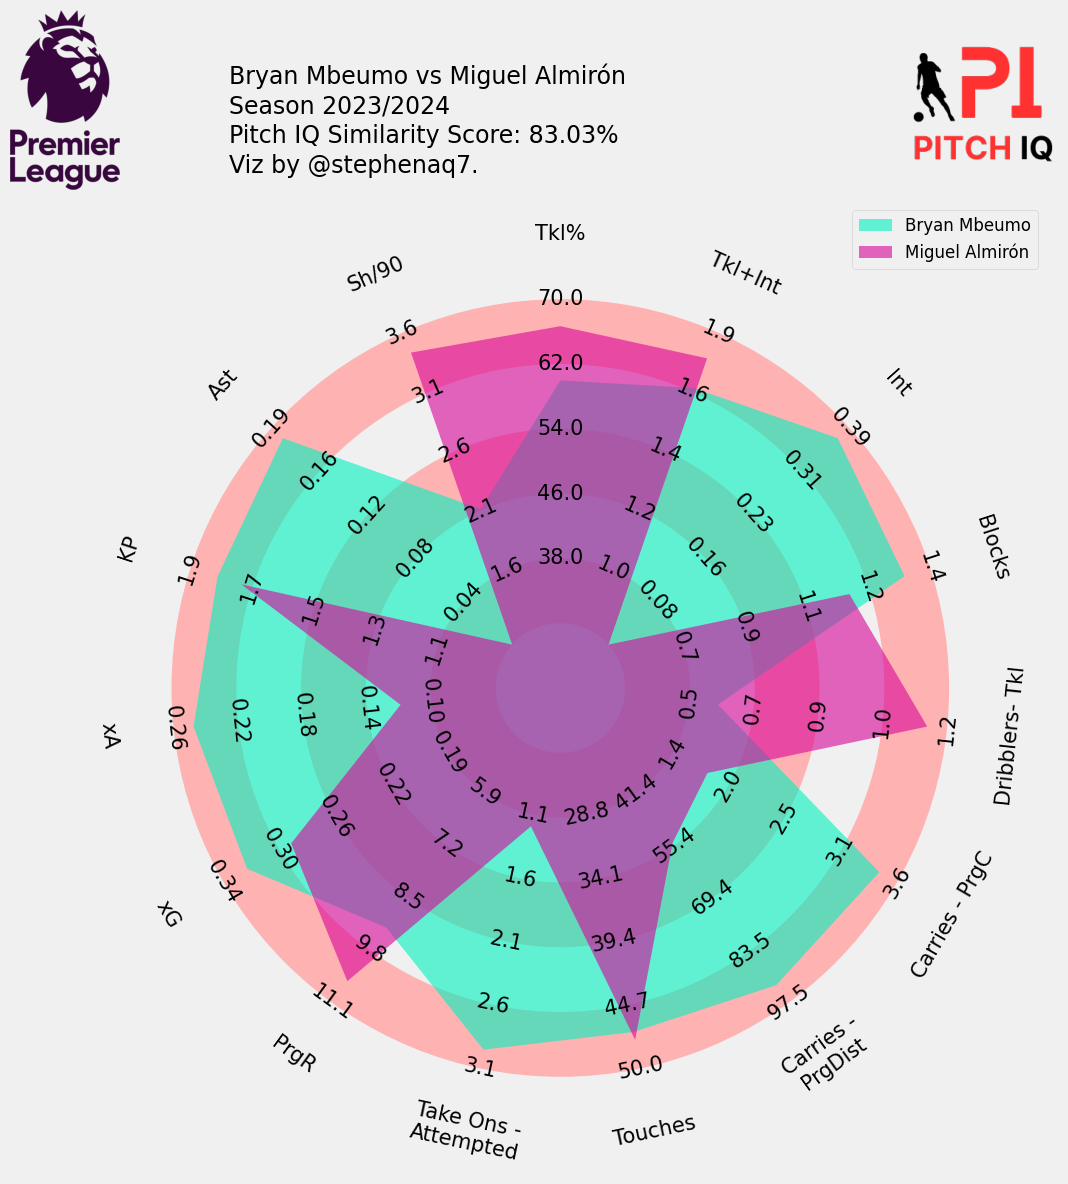 Premier
League
Bryan Mbeumo vs Miguel Almirón
Season 2023/2024
Pitch IQ Similarity Score: 83.03%
Viz by @stephenaq7.
PI
PITCH IQ
Bryan Mbeumo
Miguel Almirón
Tkl%
70.0
62.0
54.0
46.0
38.0
Tkl+Int
1.9
1.6
1.4
1.2
1.0
Int
0.39
0.31
0.23
0.16
0.08
Blocks
1.4
1.2
1.1
0.9
0.7
Dribblers- Tkl
1.2
1.0
0.9
0.7
0.5
Carries - PrgC
3.6
3.1
2.5
2.0
1.4
Carries -
PrgDist
97.5
83.5
69.4
55.4
41.4
Touches
50.0
44.7
39.4
34.1
28.8
Take Ons -
Attempted
3.1
2.6
2.1
1.6
1.1
PrgR
11.1
9.8
8.5
7.2
5.9
xG
0.34
0.30
0.26
0.22
0.19
xA
0.26
0.22
0.18
0.14
0.10
KP
1.9
1.7
1.5
1.3
1.1
Ast
0.19
0.16
0.12
0.08
0.04
Sh/90
3.6
3.1
2.6
2.1
1.6